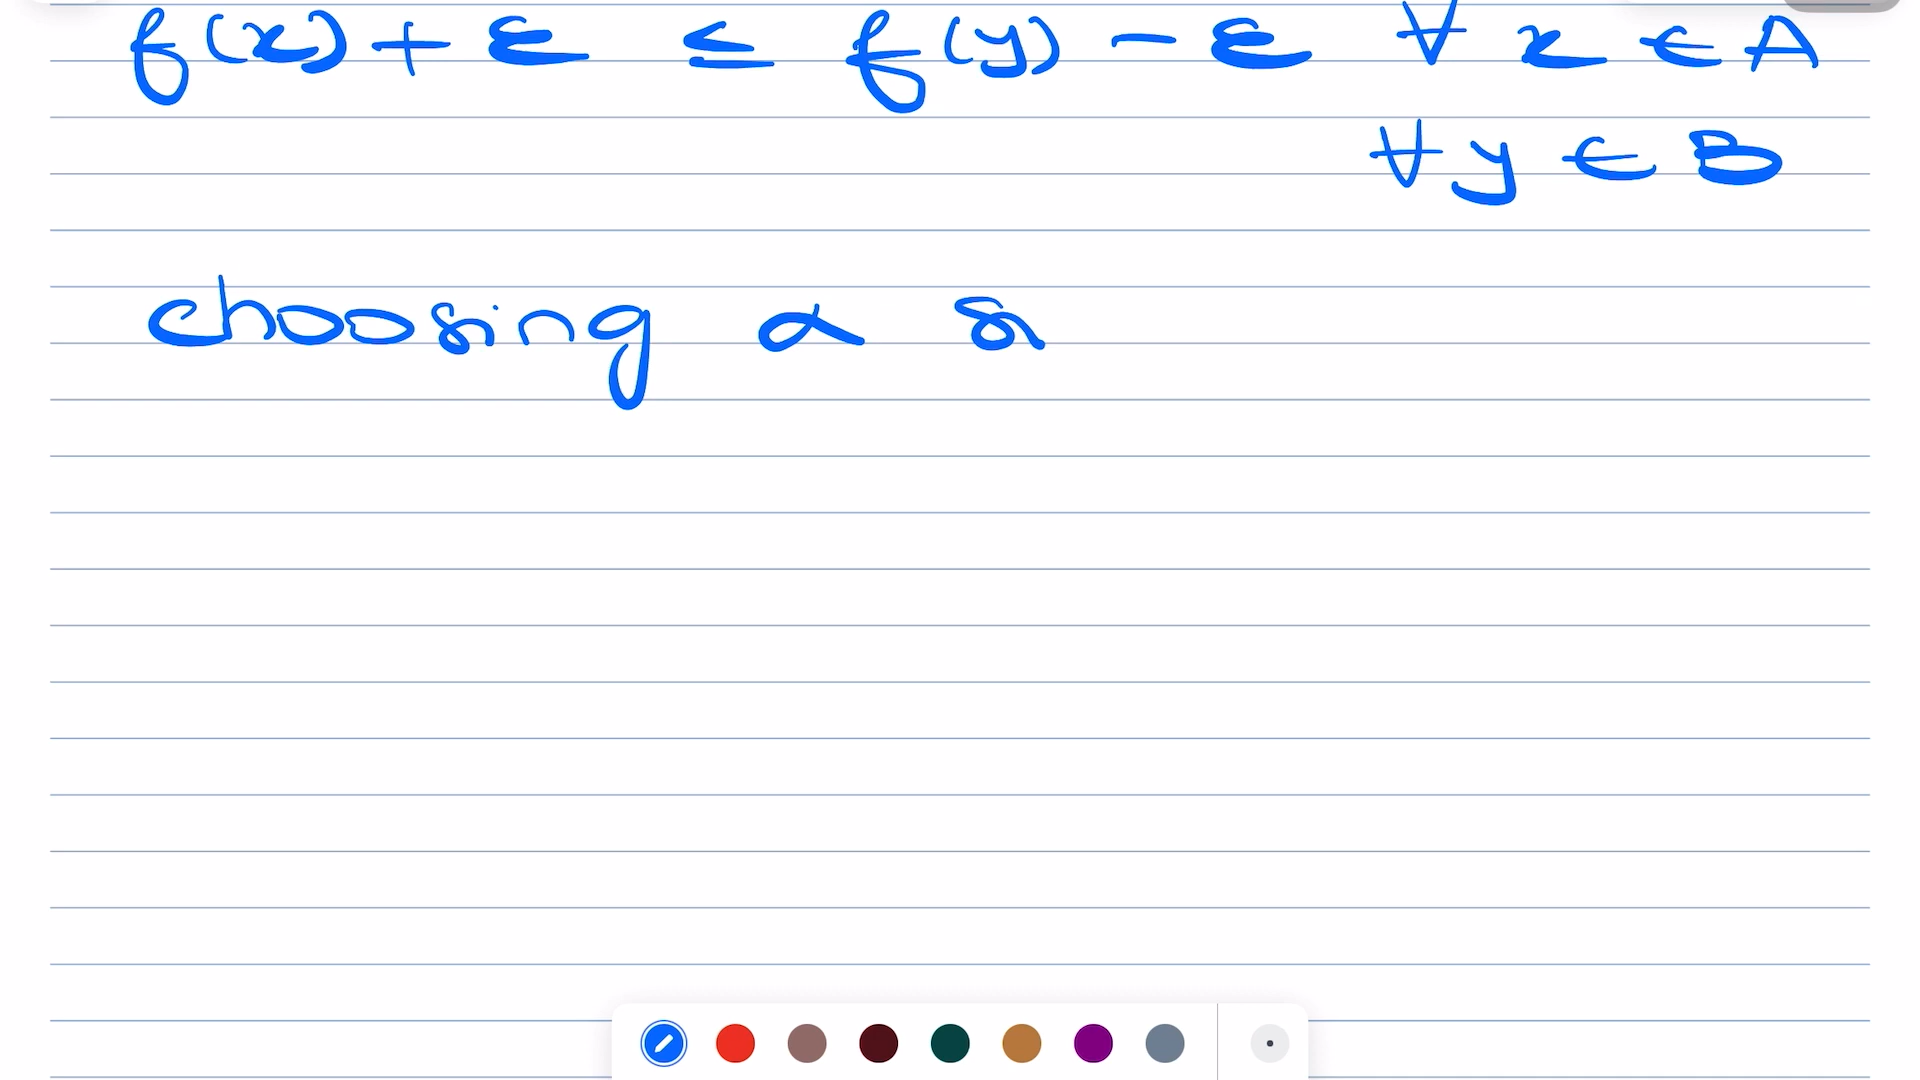 f(x) + ε ≤ f(y) - ε ∀ x ∈ A
∀ y ∈ B
choosing α